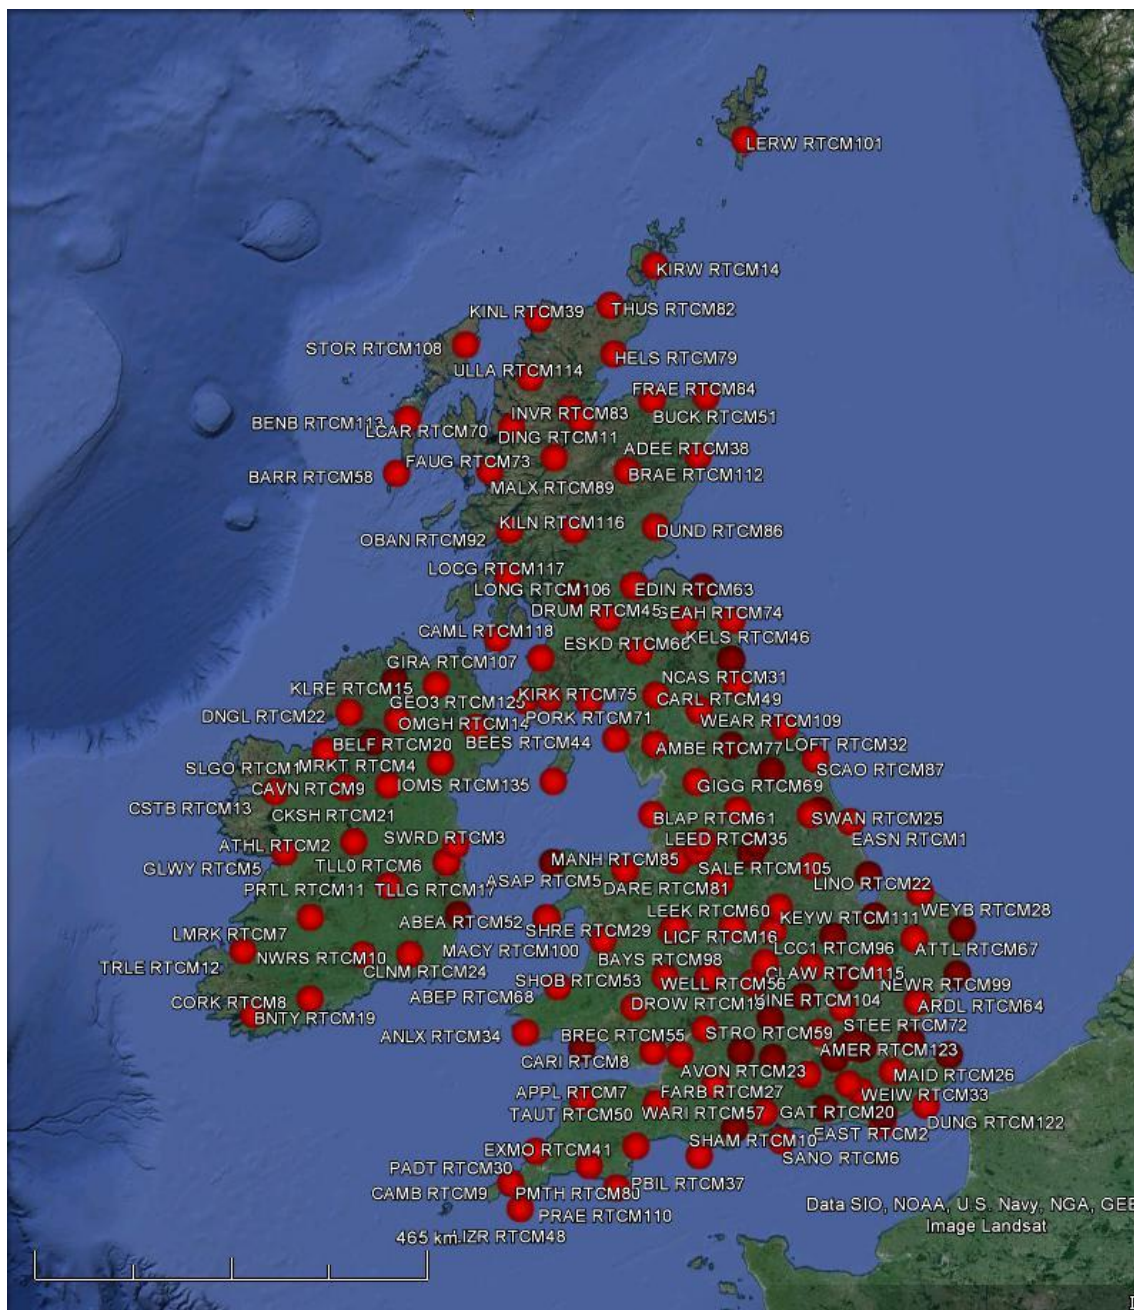 LERW RTCM101
KIRW RTCM14
KINL RTCM39
THUS RTCM82
STOR RTCM108
HELS RTCM79
ULLA RTCM114
FRAE RTCM84
INVR RTCM83
BUCK RTCM51
BENB RTCM113
LCAR RTCM70
DING RTCM11
ADEE RTCM38
FAUG RTCM73
BARR RTCM58
BRAE RTCM112
MALX RTCM89
KILN RTCM116
DUND RTCM86
OBAN RTCM92
LOCG RTCM117
LONG RTCM106
EDIN RTCM63
DRUM RTCM45
SEAH RTCM74
CAML RTCM118
ESKD RTCM66
KELS RTCM46
GIRA RTCM107
NCAS RTCM31
KLRE RTCM15
GEO3 RTCM125
KIRK RTCM75
CARL RTCM49
DNGL RTCM22
OMGH RTCM14
PORK RTCM71
WEAR RTCM109
BELF RTCM20
BEES RTCM44
AMBE RTCM77
LOFT RTCM32
SLGO RTCM1
MRKT RTCM4
SCAO RTCM87
CAVN RTCM9
IOMS RTCM135
GIGG RTCM69
CSTB RTCM13
CKSH RTCM21
BLAP RTCM61
SWAN RTCM25
EASN RTCM1
ATHL RTCM2
SWRD RTCM3
LEED RTCM35
GLWY RTCM5
TLL0 RTCM6
MANH RTCM85
SALE RTCM105
PRTL RTCM11
TLLG RTCM17
ASAP RTCM5
DARE RTCM81
LINO RTCM22
LMRK RTCM7
ABEA RTCM52
SHRE RTCM29
LEEK RTCM60
KEYW RTCM111
WEYB RTCM28
LICF RTCM16
TRLE RTCM12
NWRS RTCM10
MACY RTCM100
BAYS RTCM98
LCC1 RTCM96
ATTL RTCM67
CLNM RTCM24
CLAW RTCM115
CORK RTCM8
ABEP RTCM68
SHOB RTCM53
WELL RTCM56
NEWR RTCM99
BNTY RTCM19
DROW RTCM19
INE RTCM104
ARDL RTCM64
ANLX RTCM34
BREC RTCM55
STRO RTCM59
STEE RTCM72
CARI RTCM8
AMER RTCM123
AVON RTCM23
MAID RTCM26
APPL RTCM7
FARB RTCM27
WEIW RTCM33
TAUT RTCM50
WARI RTCM57
GAT RTCM20
DUNG RTCM122
EXMO RTCM41
SHAM RTCM10
EAST RTCM2
SANO RTCM6
PADT RTCM30
PBIL RTCM37
CAMB RTCM9
PMTH RTCM80
PRAE RTCM110
Data SIO, NOAA, U.S. Navy, NGA, GEB
Image Landsat
465 km
LIZR RTCM48